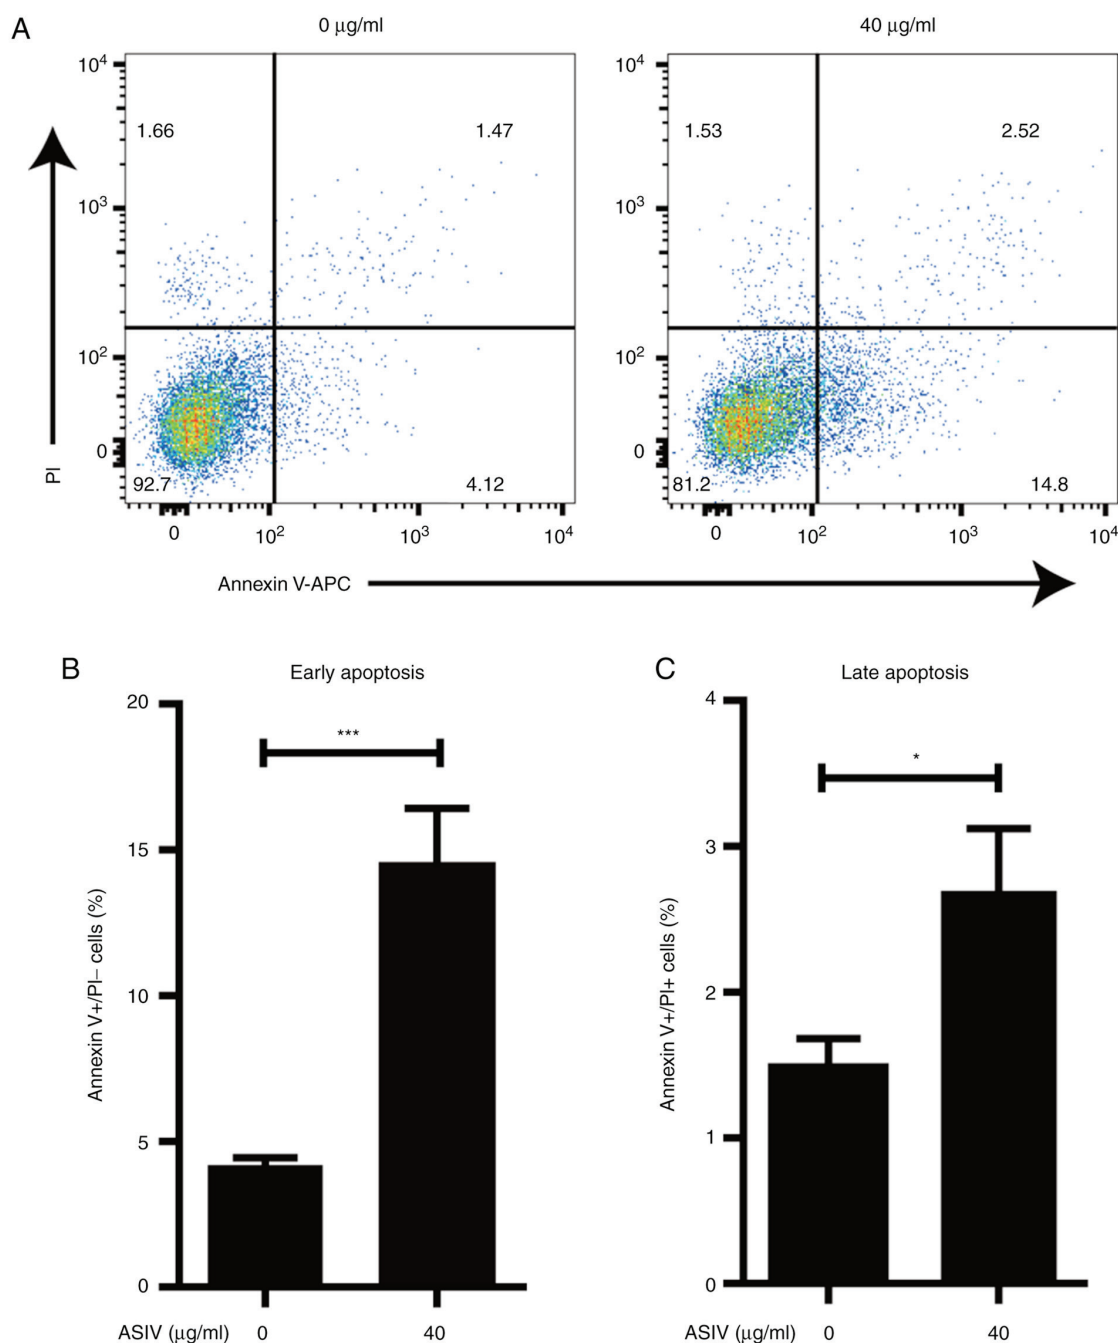 A
0 μg/ml
40 μg/ml
10⁴
10³
10²
0
1.66
1.47
92.7
4.12
0
10²
10³
10⁴
10⁴
10³
10²
0
1.53
2.52
81.2
14.8
0
10²
10³
10⁴
PI
Annexin V-APC
B
Early apoptosis
20
15
10
5
0
***
Annexin V+/PI− cells (%)
ASIV (μg/ml) 0 40
C
Late apoptosis
4
3
2
1
0
*
Annexin V+/PI+ cells (%)
ASIV (μg/ml) 0 40